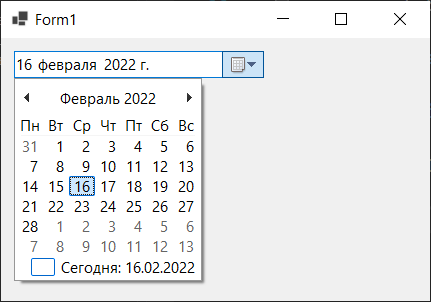 Form1
16 февраля 2022 г.
Февраль 2022
Пн Вт Ср Чт Пт Сб Вс
31 1 2 3 4 5 6
7 8 9 10 11 12 13
14 15 16 17 18 19 20
21 22 23 24 25 26 27
28 1 2 3 4 5 6
7 8 9 10 11 12 13
Сегодня: 16.02.2022